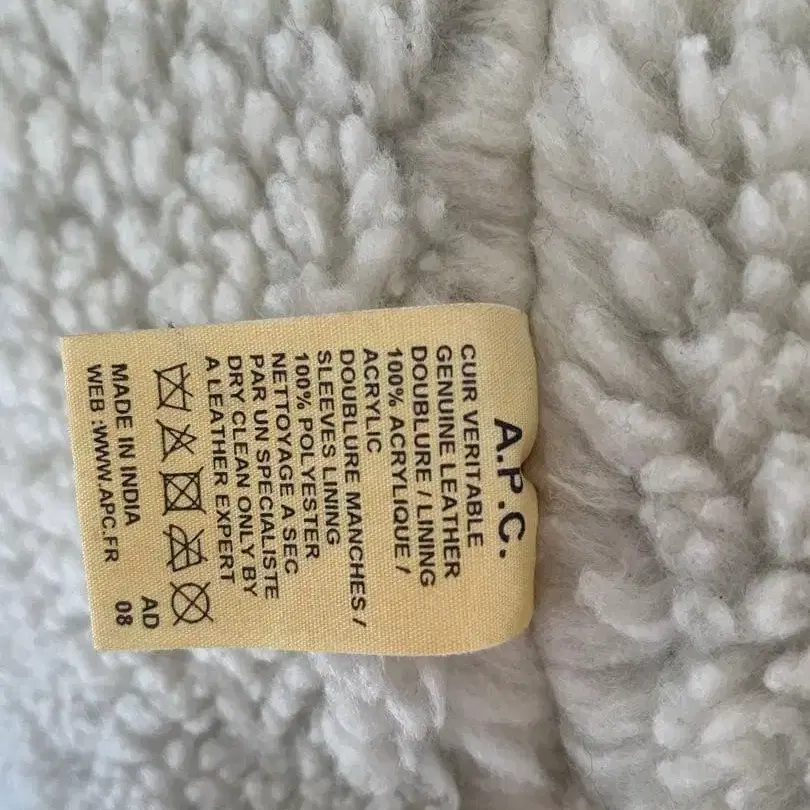 A.P.C.
CUIR VERITABLE
GENUINE LEATHER
DOUBLURE / LINING
100% ACRYLIQUE /
ACRYLIC
DOUBLURE MANCHES /
SLEEVES LINING
100% POLYESTER
NETTOYAGE A SEC
PAR UN SPECIALISTE
DRY CLEAN ONLY BY
A LEATHER EXPERT
AD
MADE IN INDIA 08
WEB :WWW.APC.FR